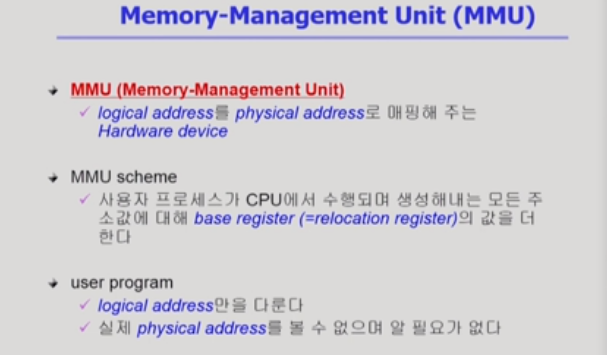 Memory-Management Unit (MMU)
MMU (Memory-Management Unit)
logical address를 physical address로 매핑해 주는
Hardware device
MMU scheme
사용자 프로세스가 CPU에서 수행되며 생성해내는 모든 주
소값에 대해 base register (=relocation register)의 값을 더
한다
user program
logical address만을 다룬다
실제 physical address를 볼 수 없으며 알 필요가 없다